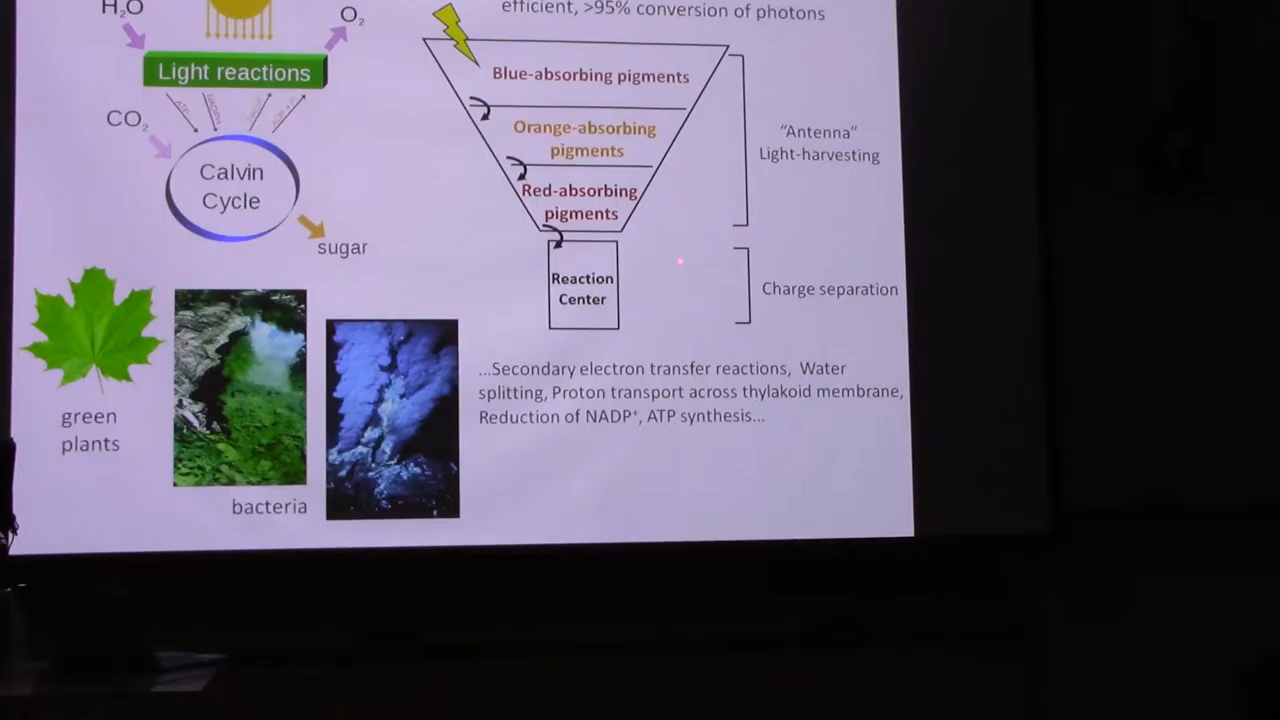 H₂O
O₂
Light reactions
ATP
NADPH
CO₂
Calvin
Cycle
sugar
green
plants
bacteria
efficient, >95% conversion of photons
Blue-absorbing pigments
Orange-absorbing
pigments
Red-absorbing
pigments
Reaction
Center
“Antenna”
Light-harvesting
Charge separation
...Secondary electron transfer reactions, Water
splitting, Proton transport across thylakoid membrane,
Reduction of NADP⁺, ATP synthesis...